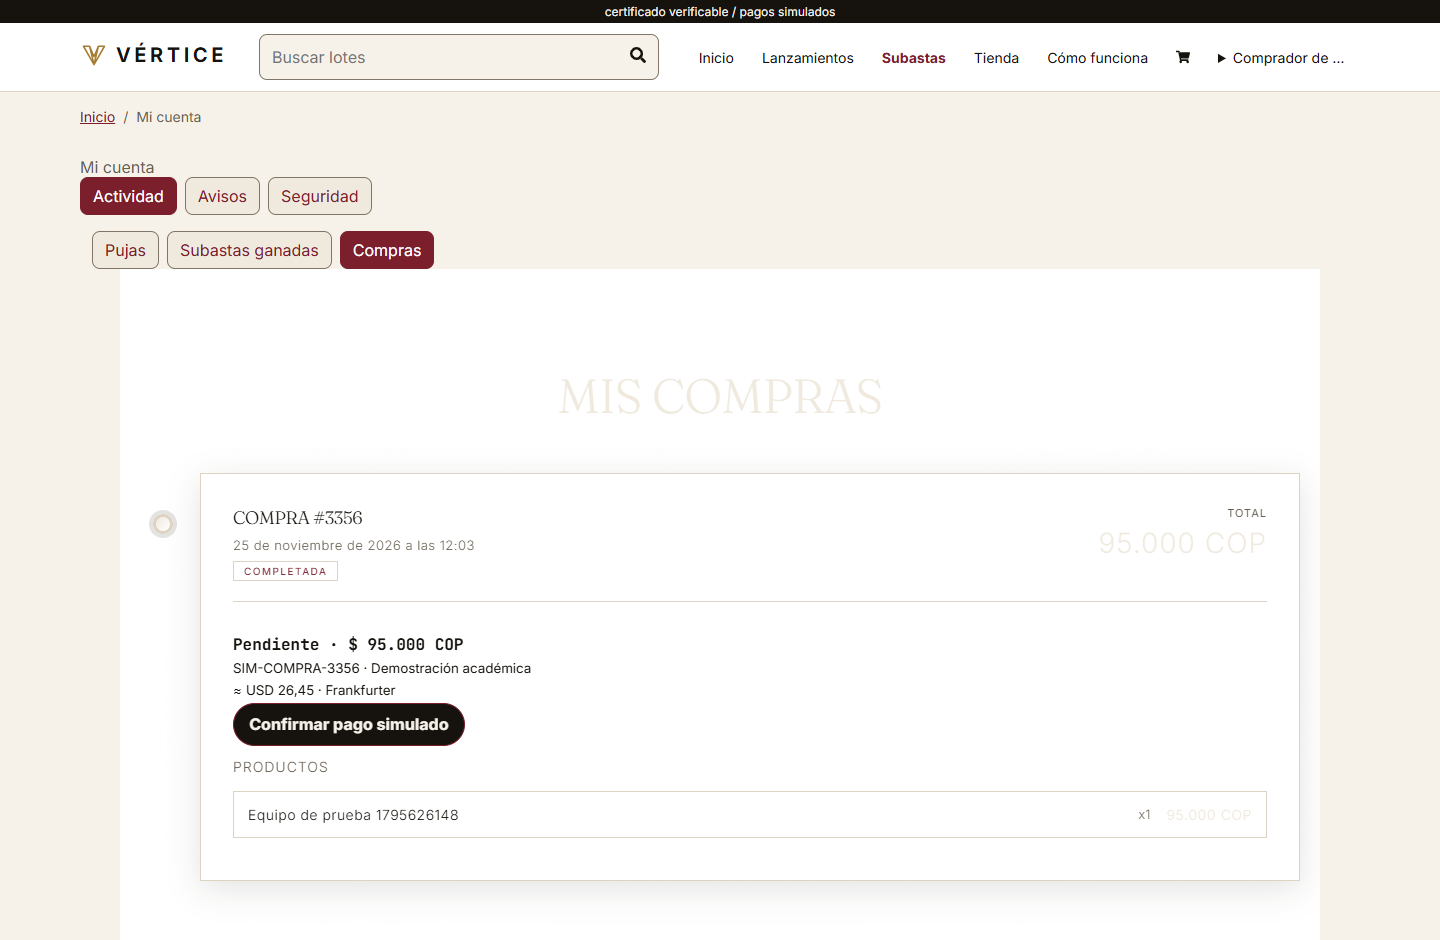 certificado verificable / pagos simulados
VÉRTICE
Buscar lotes
Inicio
Lanzamientos
Subastas
Tienda
Cómo funciona
Comprador de ...
Inicio / Mi cuenta
Mi cuenta
Actividad
Avisos
Seguridad
Pujas
Subastas ganadas
Compras
MIS COMPRAS
COMPRA #3356
25 de noviembre de 2026 a las 12:03
COMPLETADA
TOTAL
95.000 COP
Pendiente · $ 95.000 COP
SIM-COMPRA-3356 · Demostración académica
≈ USD 26,45 · Frankfurter
Confirmar pago simulado
PRODUCTOS
Equipo de prueba 1795626148 x1 95.000 COP